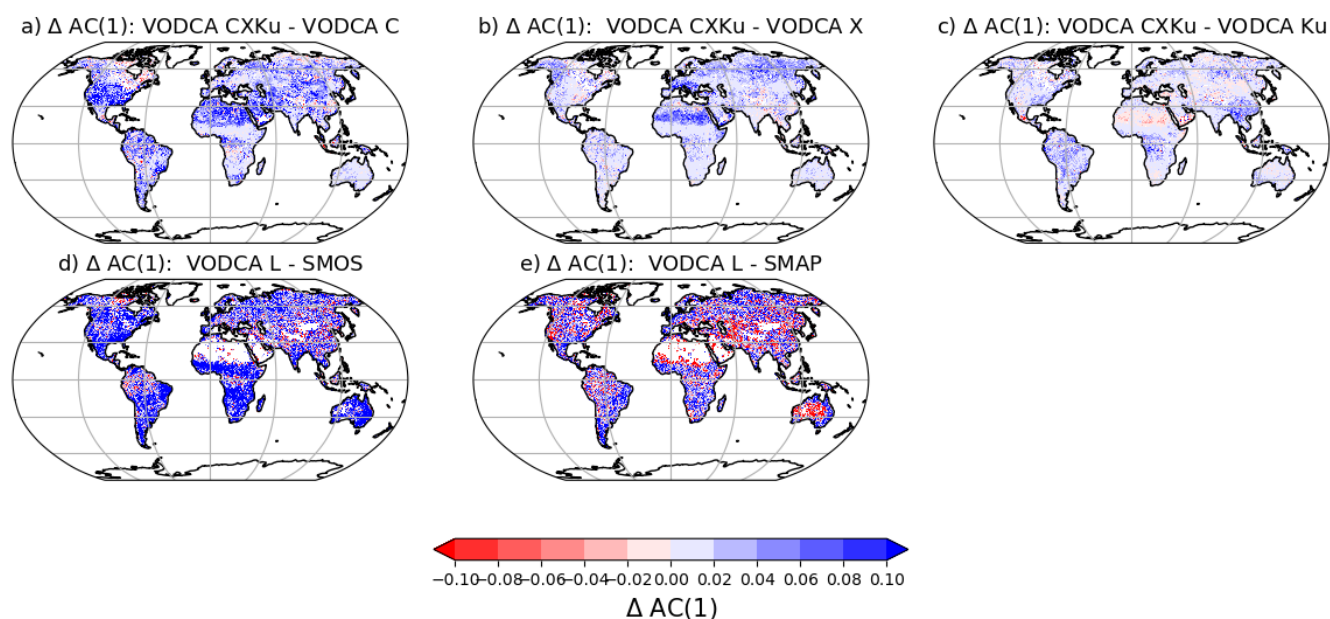 a) Δ AC(1): VODCA CXKu - VODCA C
b) Δ AC(1): VODCA CXKu - VODCA X
c) Δ AC(1): VODCA CXKu - VODCA Ku
d) Δ AC(1): VODCA L - SMOS
e) Δ AC(1): VODCA L - SMAP
−0.10 −0.08 −0.06 −0.04 −0.02 0.00 0.02 0.04 0.06 0.08 0.10
Δ AC(1)